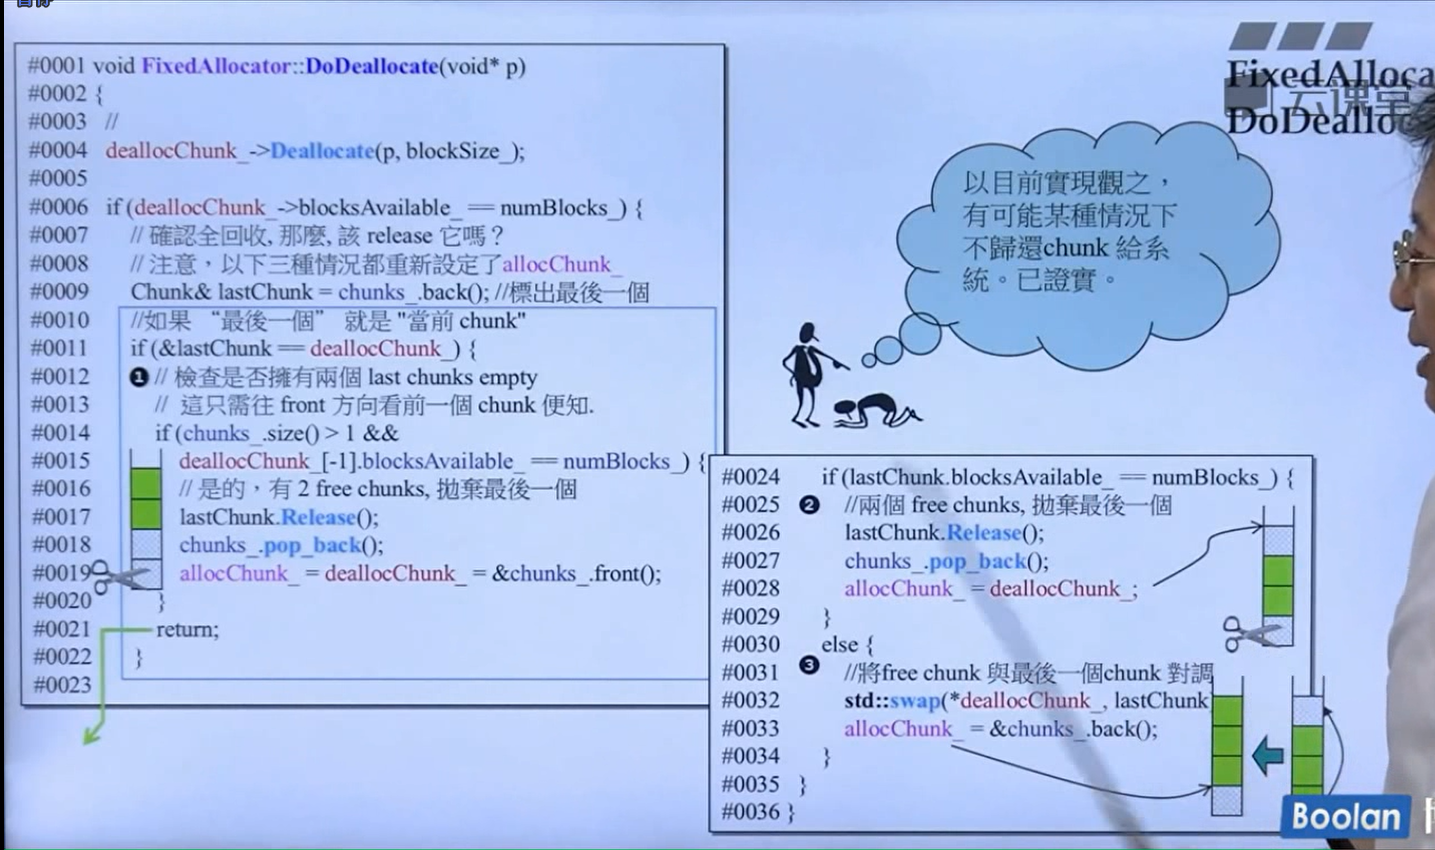 #0001 void FixedAllocator::DoDeallocate(void* p)
#0002 {
#0003 //
#0004 deallocChunk_->Deallocate(p, blockSize_);
#0005
#0006 if (deallocChunk_->blocksAvailable_ == numBlocks_) {
#0007 // 確認全回收, 那麼, 該 release 它嗎？
#0008 // 注意，以下三種情況都重新設定了allocChunk_
#0009 Chunk& lastChunk = chunks_.back(); //標出最後一個
#0010 //如果 “最後一個” 就是 "當前 chunk"
#0011 if (&lastChunk == deallocChunk_) {
#0012 ❶ // 檢查是否擁有兩個 last chunks empty
#0013 // 這只需往 front 方向看前一個 chunk 便知.
#0014 if (chunks_.size() > 1 &&
#0015 deallocChunk_[-1].blocksAvailable_ == numBlocks_) {
#0016 // 是的，有 2 free chunks, 拋棄最後一個
#0017 lastChunk.Release();
#0018 chunks_.pop_back();
#0019 allocChunk_ = deallocChunk_ = &chunks_.front();
#0020 }
#0021 return;
#0022 }
#0023
FixedAlloca
云课堂
DoDeallo
以目前實現觀之，
有可能某種情況下
不歸還chunk 給系
統。已證實。
#0024 if (lastChunk.blocksAvailable_ == numBlocks_) {
#0025 ❷ //兩個 free chunks, 拋棄最後一個
#0026 lastChunk.Release();
#0027 chunks_.pop_back();
#0028 allocChunk_ = deallocChunk_;
#0029 }
#0030 else {
#0031 ❸ //將free chunk 與最後一個chunk 對調
#0032 std::swap(*deallocChunk_, lastChunk
#0033 allocChunk_ = &chunks_.back();
#0034 }
#0035 }
#0036 }
Boolan